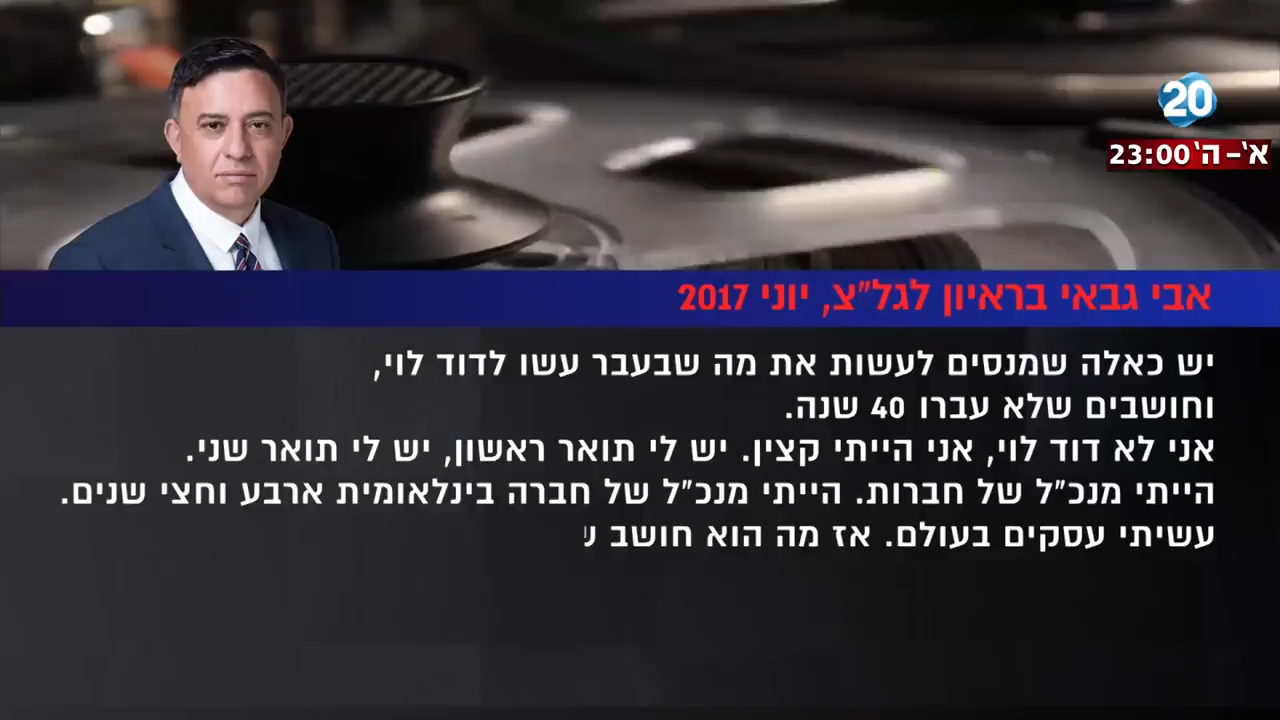 20
א'-ה' 23:00
אבי גבאי בראיון לגל"צ, יוני 2017
יש כאלה שמנסים לעשות את מה שבעבר עשו לדוד לוי,
וחושבים שלא עברו 40 שנה.
אני לא דוד לוי, אני הייתי קצין. יש לי תואר ראשון, יש לי תואר שני.
הייתי מנכ"ל של חברות. הייתי מנכ"ל של חברה בינלאומית ארבע וחצי שנים.
עשיתי עסקים בעולם. אז מה הוא חושב